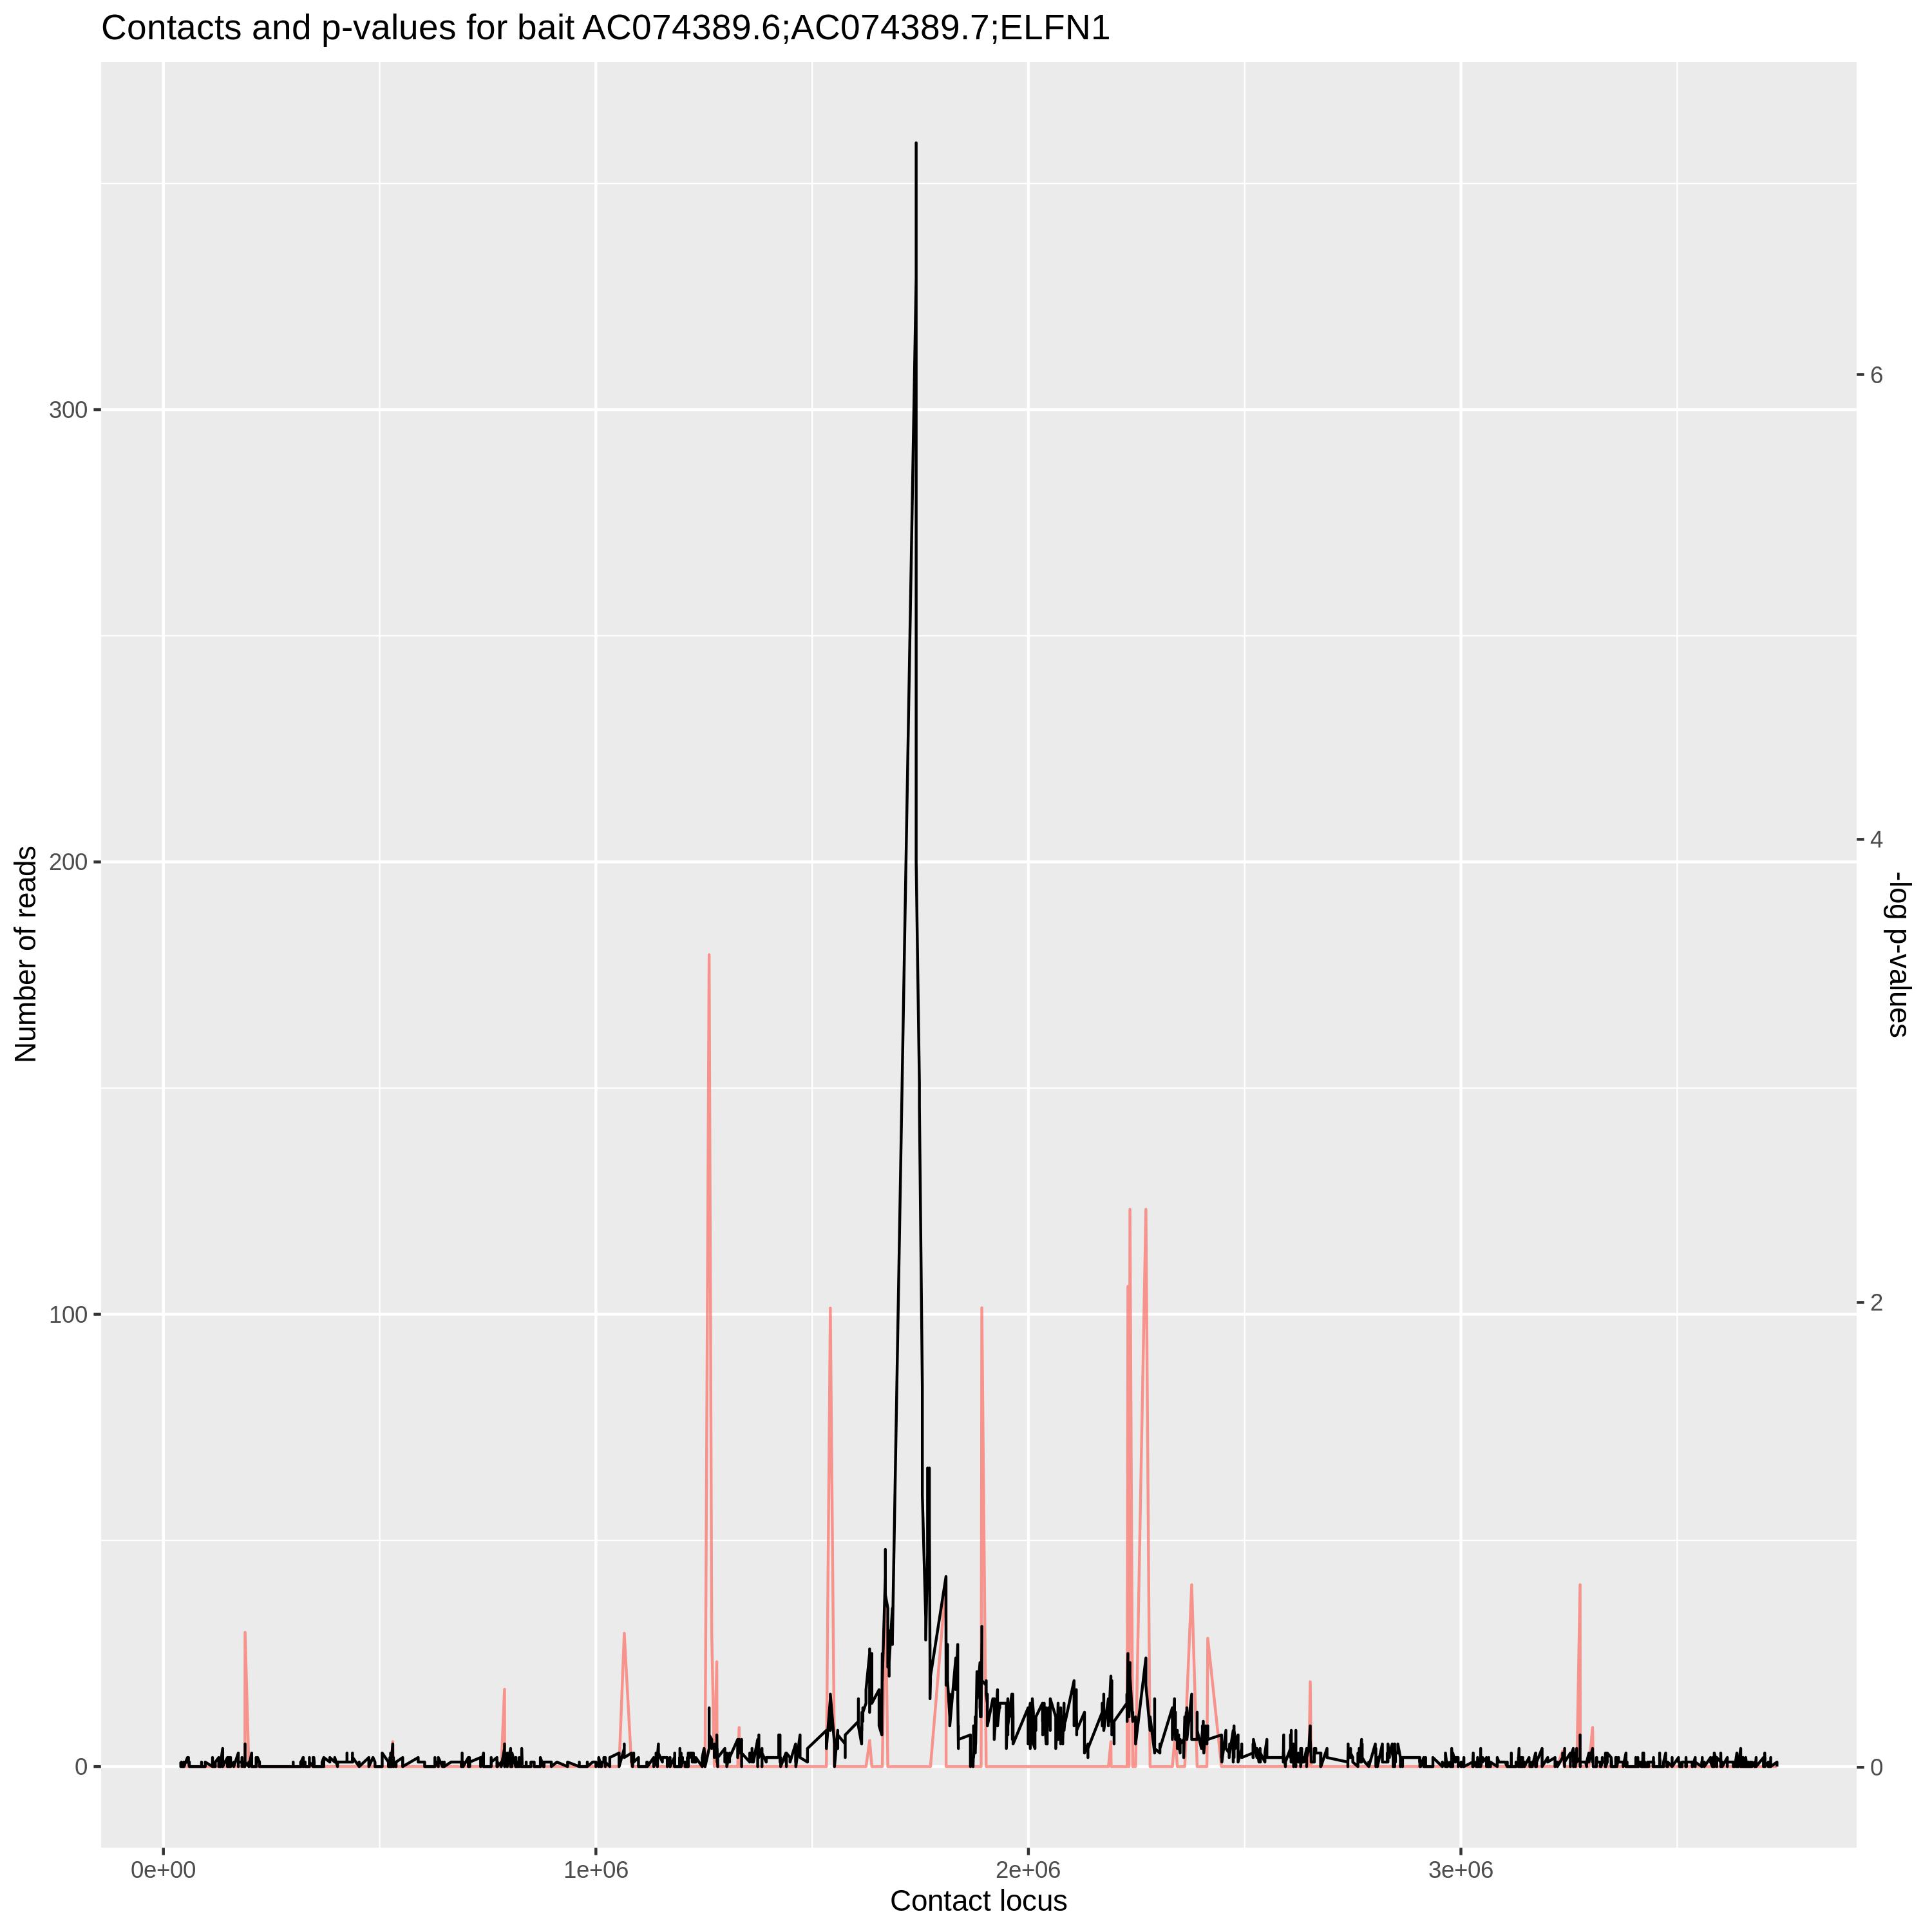 Contacts and p-values for bait AC074389.6;AC074389.7;ELFN1
300
200
100
0
Number of reads
6
4
2
0
-log p-values
0e+00 1e+06 2e+06 3e+06
Contact locus